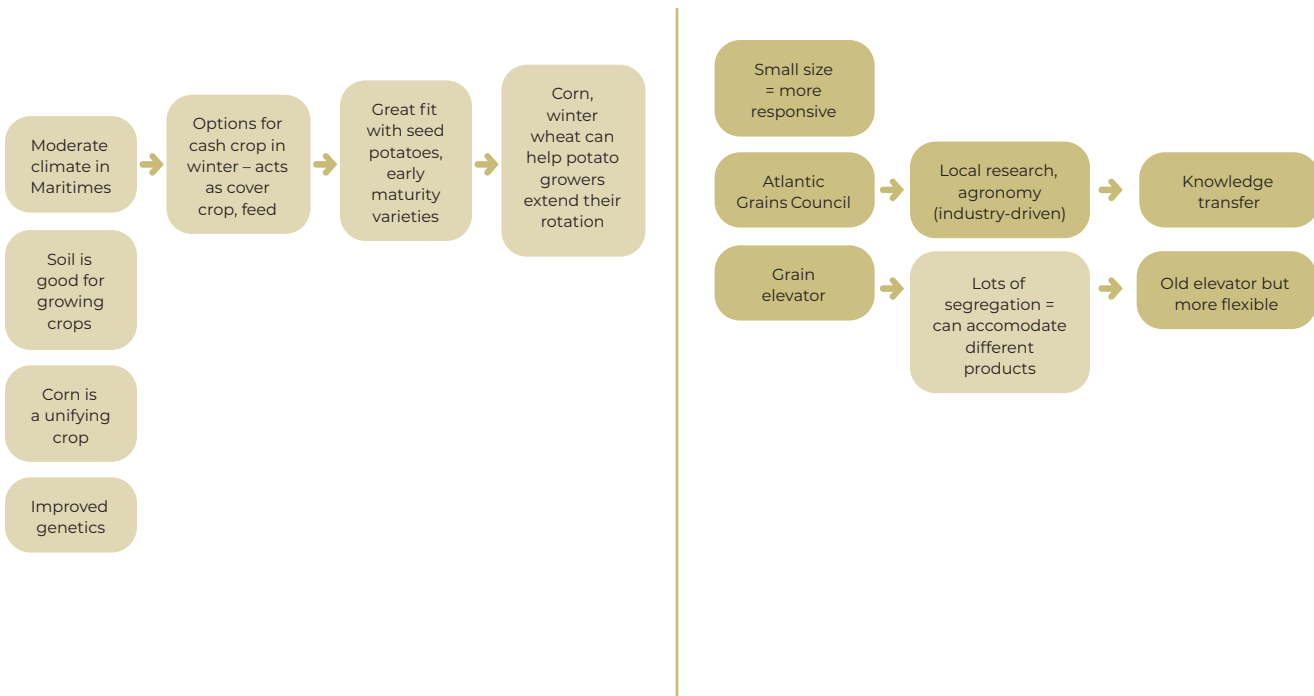 Moderate
climate in
Maritimes
Options for
cash crop in
winter – acts
as cover
crop, feed
Great fit
with seed
potatoes,
early
maturity
varieties
Corn,
winter
wheat can
help potato
growers
extend their
rotation
Soil is
good for
growing
crops
Corn is
a unifying
crop
Improved
genetics
Small size
= more
responsive
Atlantic
Grains Council
Local research,
agronomy
(industry-driven)
Knowledge
transfer
Grain
elevator
Lots of
segregation =
can accomodate
different
products
Old elevator but
more flexible